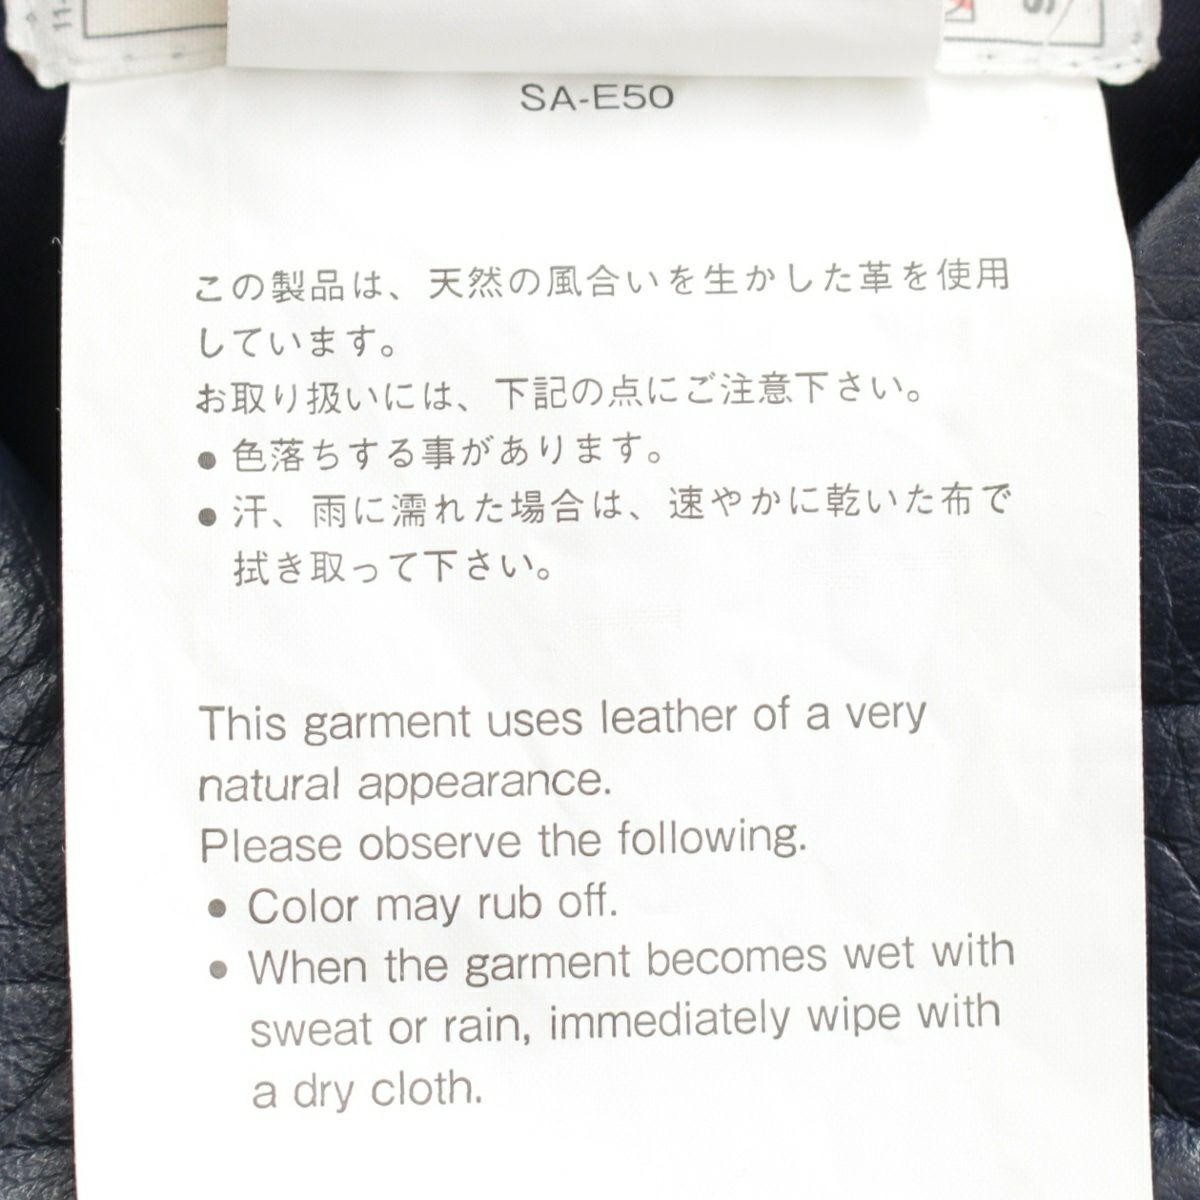 SA-E50
この製品は、天然の風合いを生かした革を使用
しています。
お取り扱いには、下記の点にご注意下さい。
● 色落ちする事があります。
● 汗、雨に濡れた場合は、速やかに乾いた布で
拭き取って下さい。
This garment uses leather of a very
natural appearance.
Please observe the following.
● Color may rub off.
● When the garment becomes wet with
sweat or rain, immediately wipe with
a dry cloth.